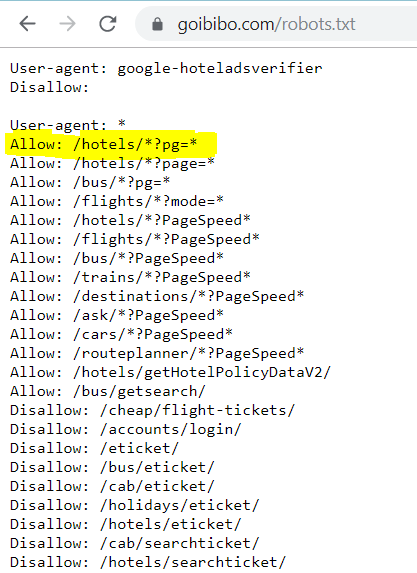 goibibo.com/robots.txt
User-agent: google-hoteladsverifier
Disallow:
User-agent: *
Allow: /hotels/*?pg=*
Allow: /hotels/*?page=*
Allow: /bus/*?pg=*
Allow: /flights/*?mode=*
Allow: /hotels/*?PageSpeed*
Allow: /flights/*?PageSpeed*
Allow: /bus/*?PageSpeed*
Allow: /trains/*?PageSpeed*
Allow: /destinations/*?PageSpeed*
Allow: /ask/*?PageSpeed*
Allow: /cars/*?PageSpeed*
Allow: /routeplanner/*?PageSpeed*
Allow: /hotels/getHotelPolicyDataV2/
Allow: /bus/getsearch/
Disallow: /cheap/flight-tickets/
Disallow: /accounts/login/
Disallow: /eticket/
Disallow: /bus/eticket/
Disallow: /cab/eticket/
Disallow: /holidays/eticket/
Disallow: /hotels/eticket/
Disallow: /cab/searchticket/
Disallow: /hotels/searchticket/